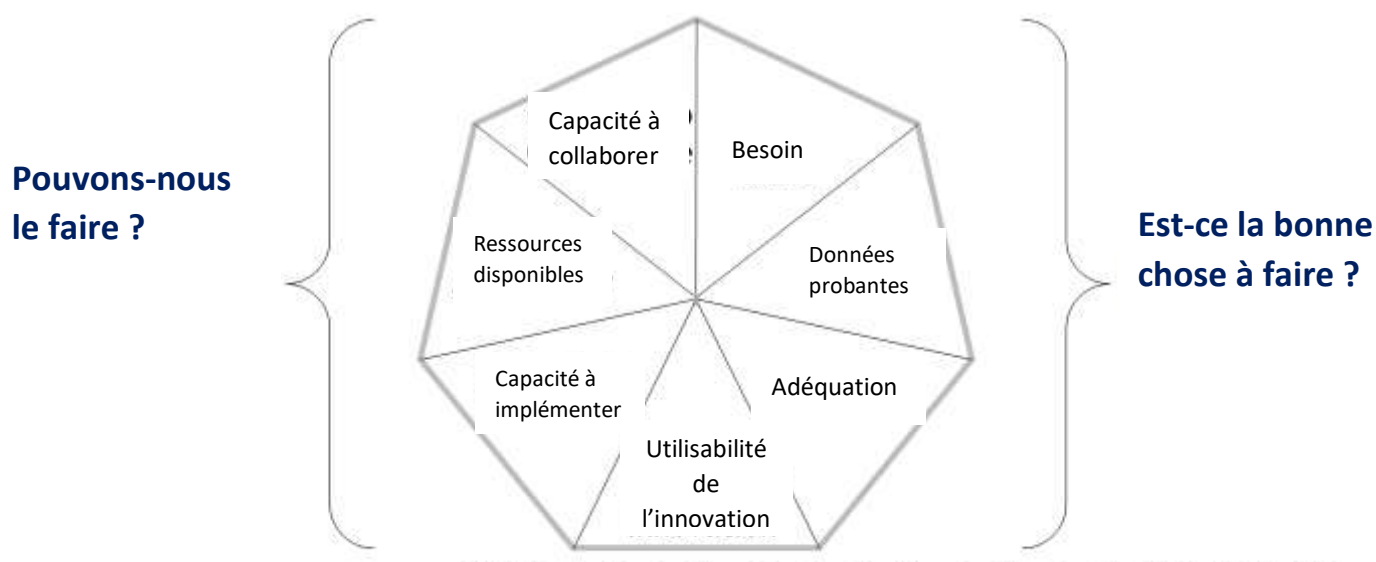 Pouvons-nous
le faire ?
Capacité à
collaborer
Besoin
Ressources
disponibles
Données
probantes
Capacité à
implémenter
Adéquation
Utilisabilité
de
l’innovation
Est-ce la bonne
chose à faire ?